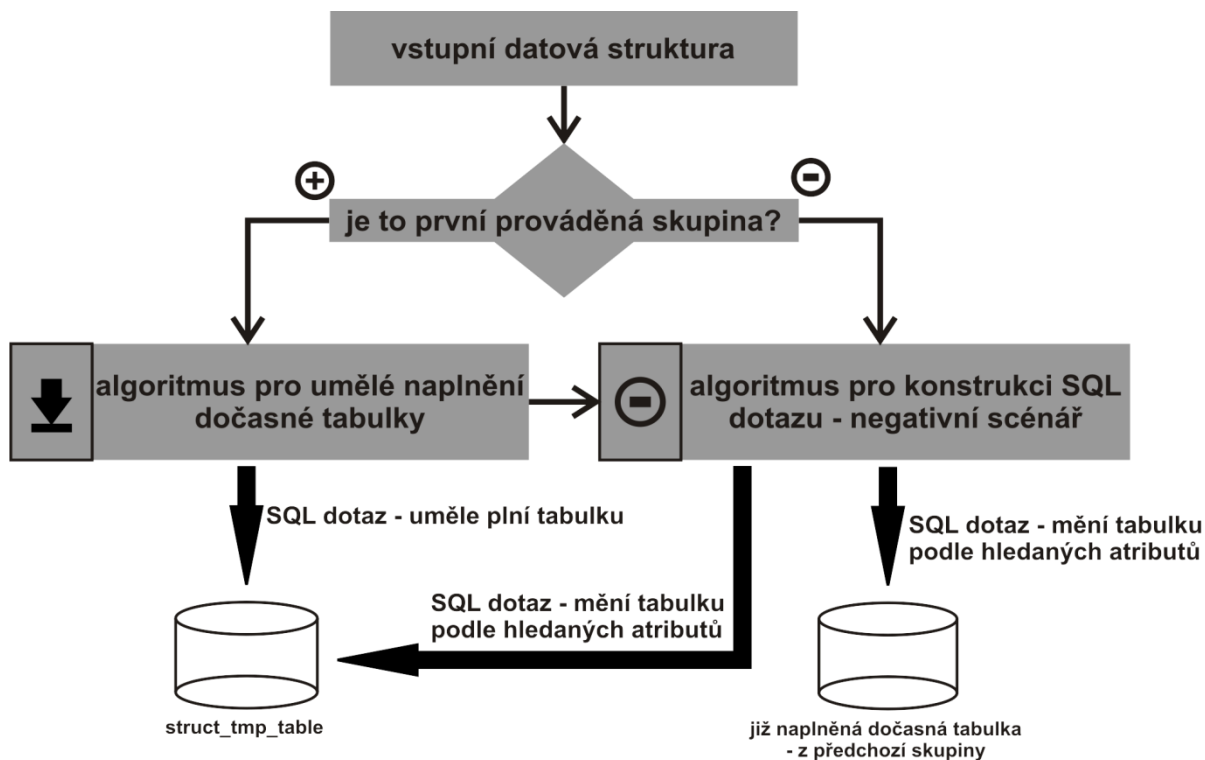 vstupní datová struktura
je to první prováděná skupina?
algoritmus pro umělé naplnění
dočasné tabulky
algoritmus pro konstrukci SQL
dotazu - negativní scénář
SQL dotaz - uměle plní tabulku
SQL dotaz - mění tabulku
podle hledaných atributů
SQL dotaz - mění tabulku
podle hledaných atributů
struct_tmp_table
již naplněná dočasná tabulka
- z předchozí skupiny